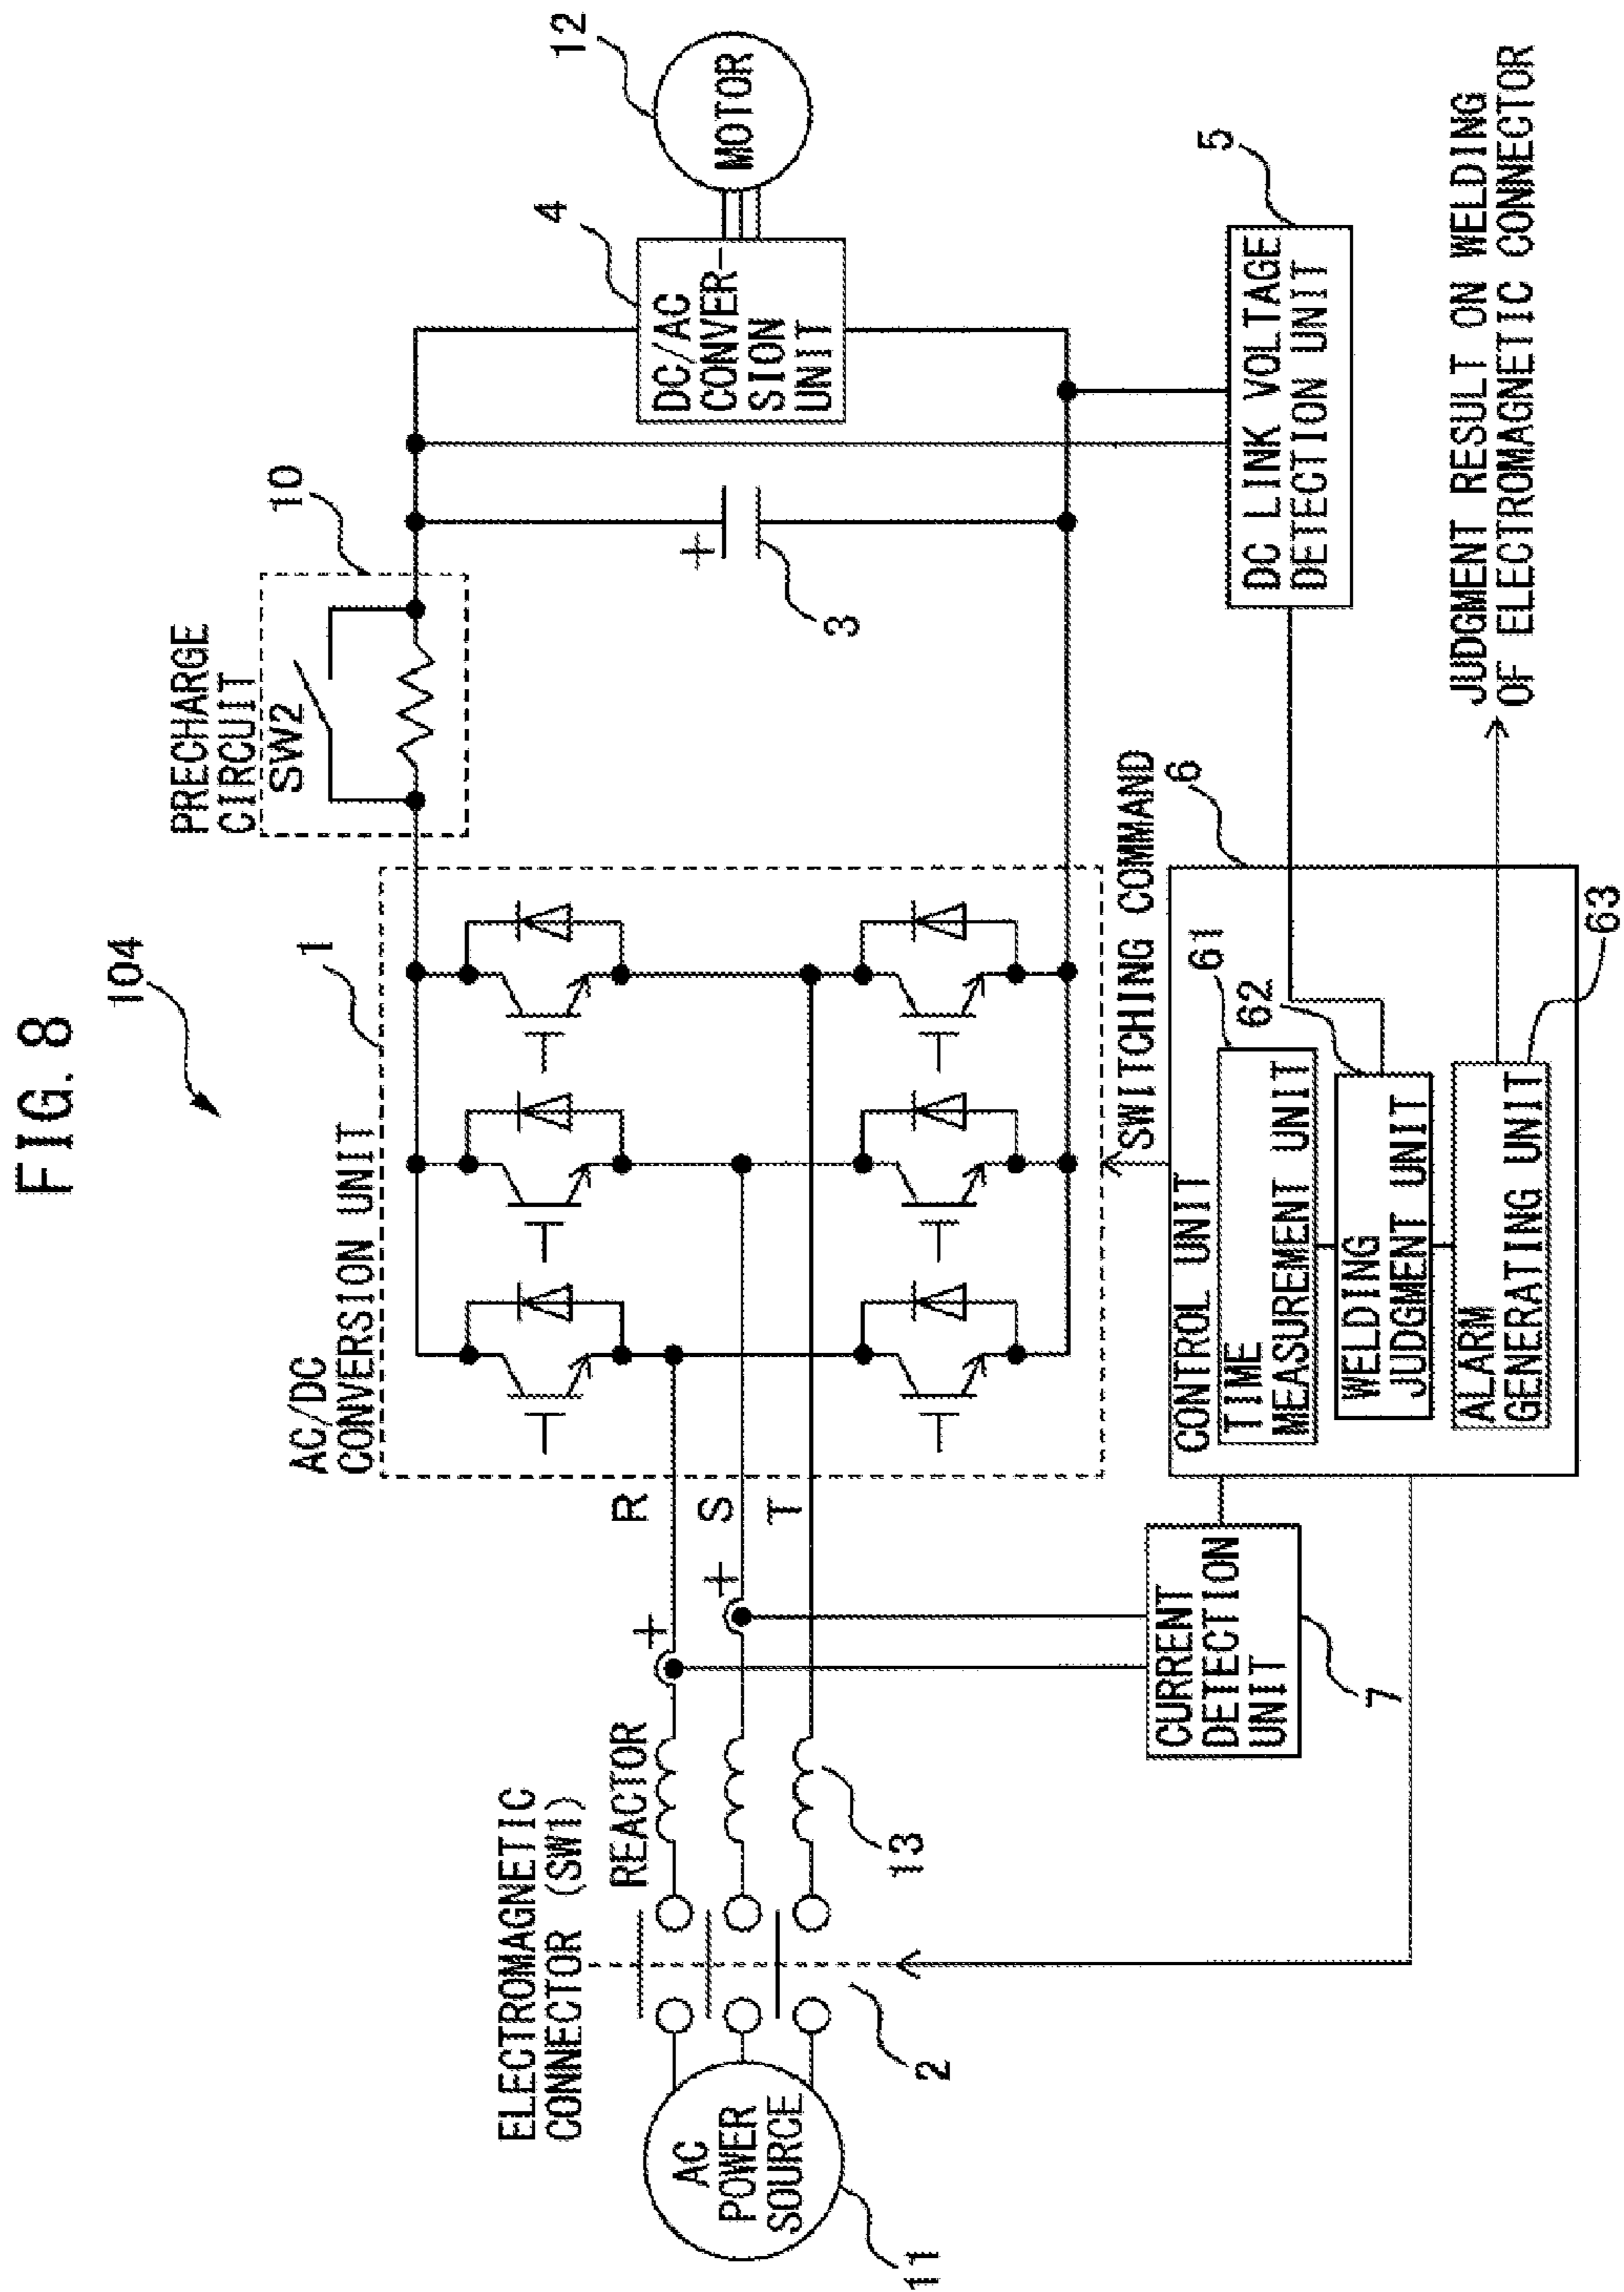 FIG. 8
104
ELECTROMAGNETIC
CONNECTOR (SW1)
REACTOR
AC
POWER
SOURCE
11
2
13
R
S
T
+
+
AC/DC
CONVERSION UNIT
1
PRECHARGE
CIRCUIT
SW2
10
+
3
4
DC/AC
CONVER-
SION
UNIT
12
MOTOR
CURRENT
DETECTION
UNIT
7
SWITCHING COMMAND
6
CONTROL UNIT
61
TIME
MEASUREMENT UNIT
62
WELDING
JUDGMENT UNIT
ALARM
GENERATING UNIT
63
5
DC LINK VOLTAGE
DETECTION UNIT
JUDGMENT RESULT ON WELDING
OF ELECTROMAGNETIC CONNECTOR